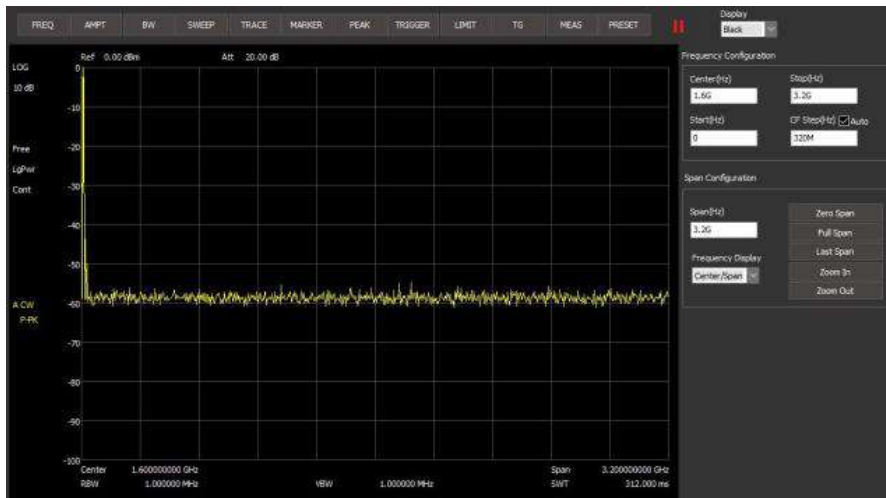 FREQ AMPT BW SWEEP TRACE MARKER PEAK TRIGGER LIMIT TG MEAS PRESET
Display
Black
Ref 0.00 dBm Att 20.00 dB
LOG
10 dB
Free
LgPwr
Cont
A CW
P-PK
0
-10
-20
-30
-40
-50
-60
-70
-80
-90
-100
Center 1.600000000 GHz Span 3.200000000 GHz
RBW 1.000000 MHz VBW 1.000000 MHz SWT 312.000 ms
Frequency Configuration
Center(Hz) Stop(Hz)
1.6G 3.2G
Start(Hz) CF Step(Hz) Auto
0 320M
Span Configuration
Span(Hz)
3.2G
Frequency Display
Center/Span
Zero Span
Full Span
Last Span
Zoom In
Zoom Out